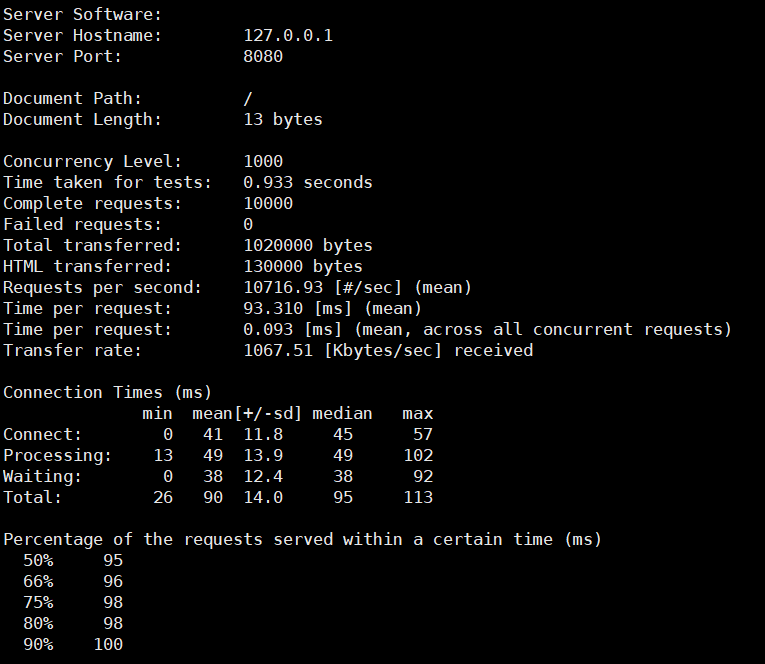 Server Software:
Server Hostname:        127.0.0.1
Server Port:            8080

Document Path:          /
Document Length:        13 bytes

Concurrency Level:      1000
Time taken for tests:   0.933 seconds
Complete requests:      10000
Failed requests:        0
Total transferred:      1020000 bytes
HTML transferred:       130000 bytes
Requests per second:    10716.93 [#/sec] (mean)
Time per request:       93.310 [ms] (mean)
Time per request:       0.093 [ms] (mean, across all concurrent requests)
Transfer rate:          1067.51 [Kbytes/sec] received

Connection Times (ms)
              min  mean[+/-sd] median   max
Connect:        0   41  11.8     45      57
Processing:    13   49  13.9     49     102
Waiting:        0   38  12.4     38      92
Total:         26   90  14.0     95     113

Percentage of the requests served within a certain time (ms)
  50%     95
  66%     96
  75%     98
  80%     98
  90%    100